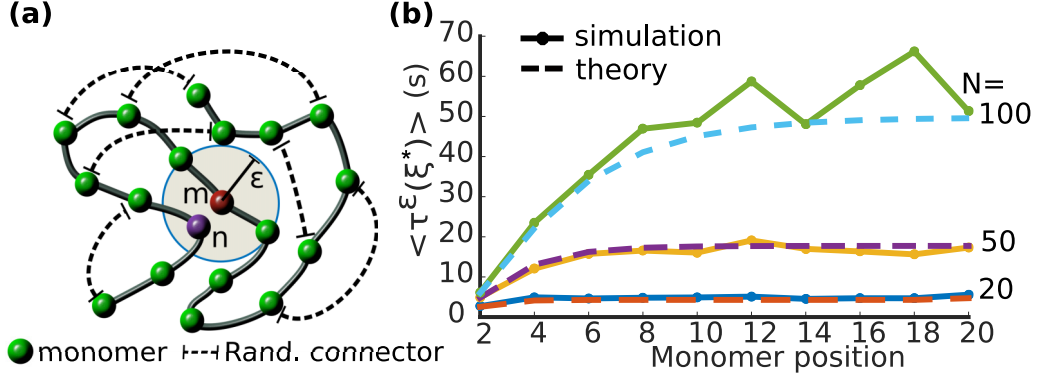 (a)
m
ε
n
monomer
Rand. connector
(b)
<τ^ε(ξ*)> (s)
70
60
50
40
30
20
10
0
simulation
theory
N=
100
50
20
2 4 6 8 10 12 14 16 18 20
Monomer position